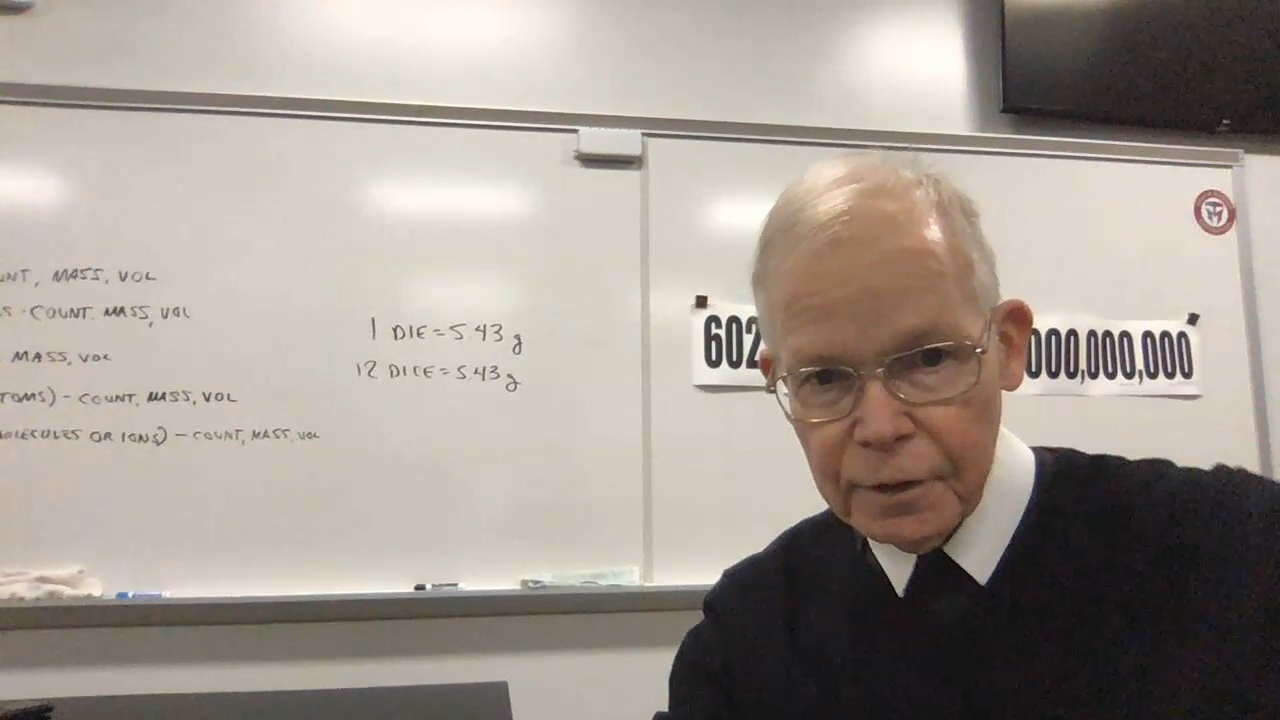 UNT, MASS, VOL
S - COUNT. MASS, VOL
MASS, VOL
TOMS) - COUNT, MASS, VOL
OLECULES OR IONS) - COUNT, MASS, VOL
1 DIE = 5.43 g
12 DICE = 5.43 g
602 000,000,000